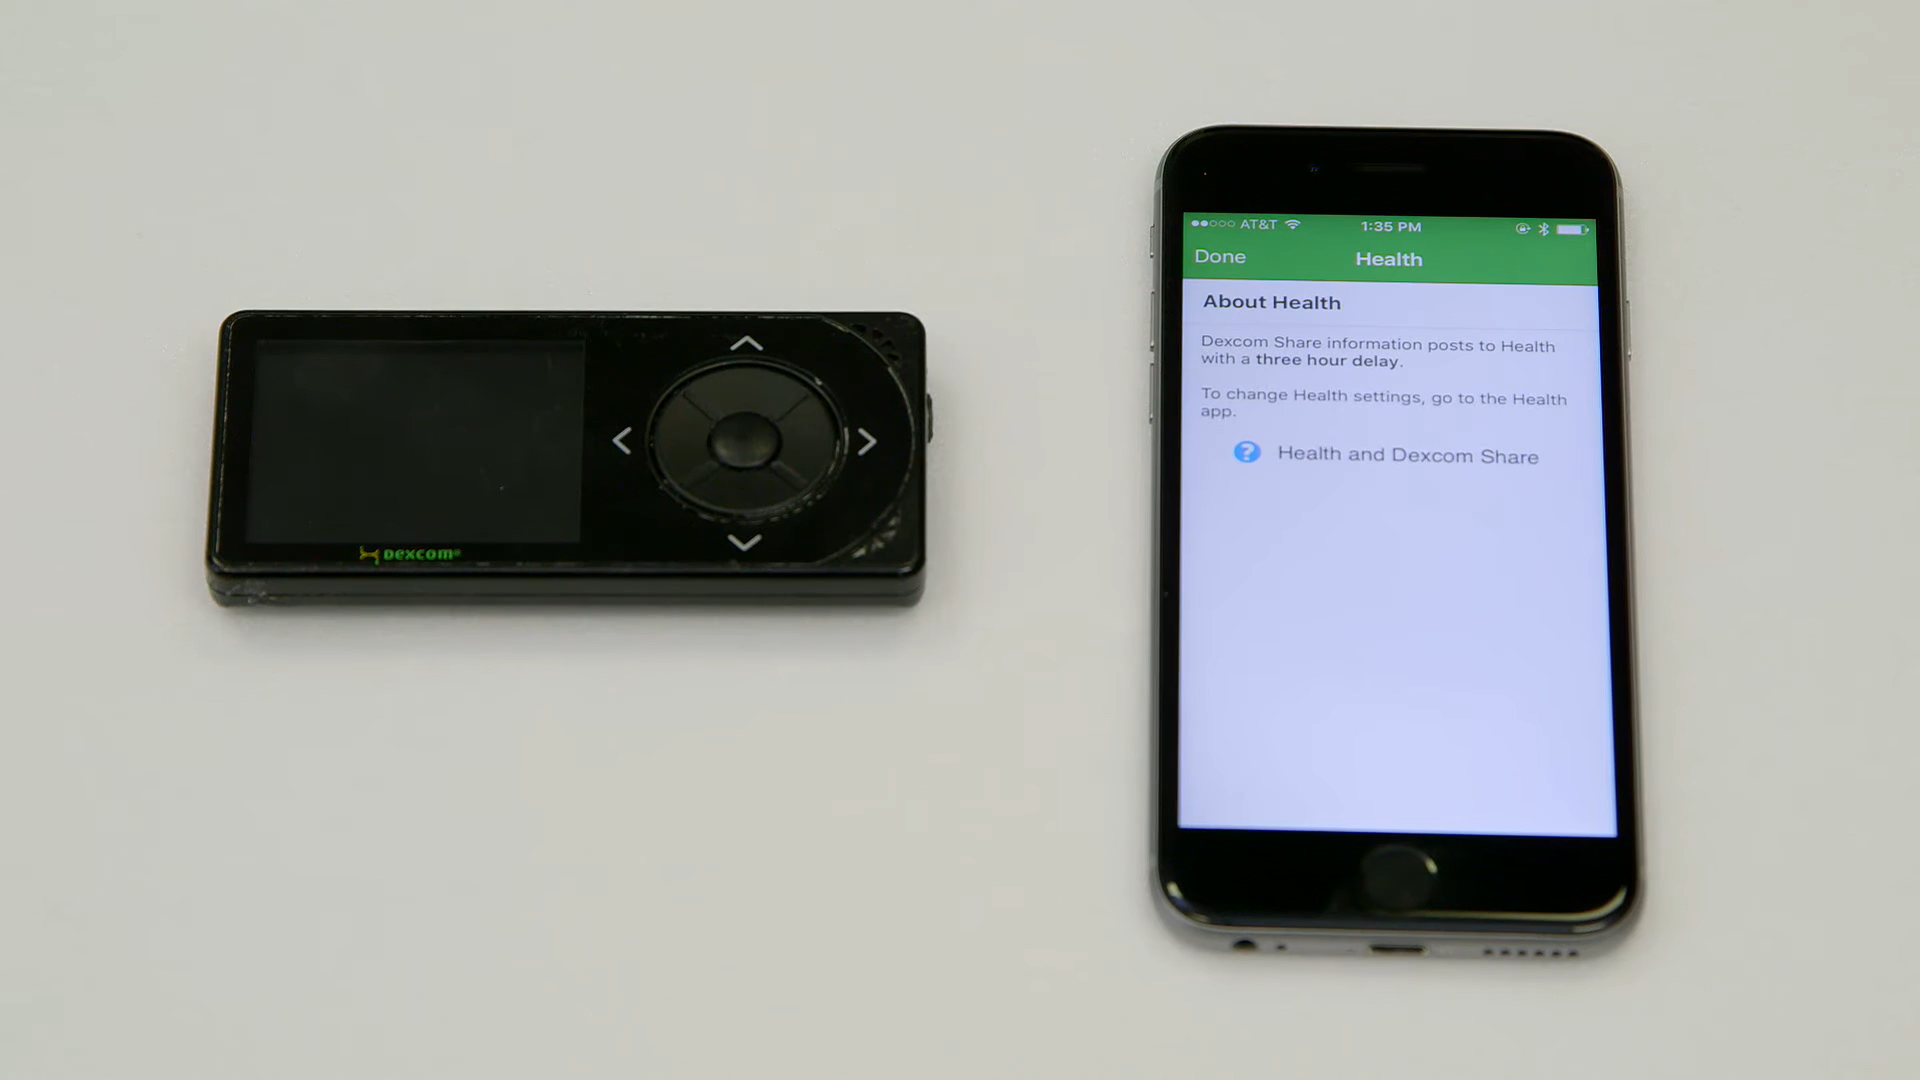 DEXCOM
AT&T 1:35 PM
Done Health
About Health
Dexcom Share information posts to Health
with a three hour delay.
To change Health settings, go to the Health
app.
? Health and Dexcom Share